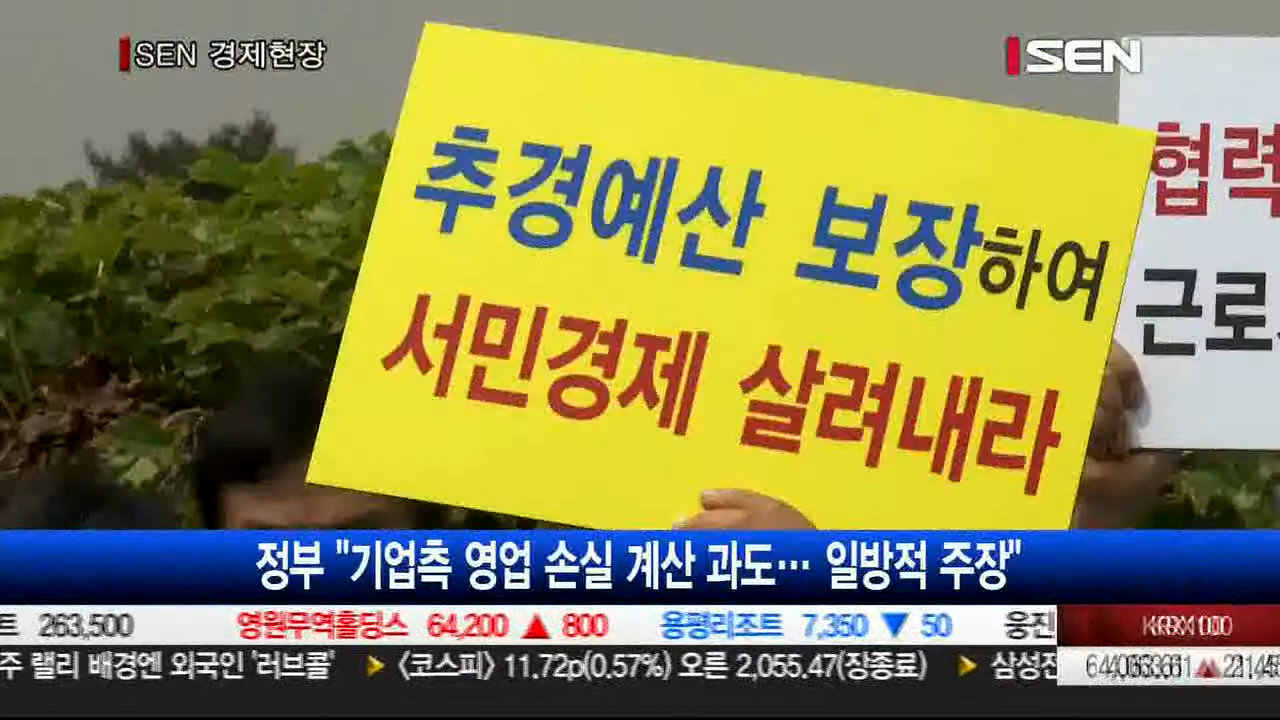 SEN 경제현장
SEN
추경예산 보장하여
서민경제 살려내라
협력
근로
정부 "기업측 영업 손실 계산 과도… 일방적 주장"
263,500 영원무역홀딩스 64,200 ▲ 800 용평리조트 7,350 ▼ 50 웅진
KRX100
주 랠리 배경엔 외국인 '러브콜' ▶ 〈코스피〉 11.72p(0.57%) 오른 2,055.47(장종료) ▶ 삼성전